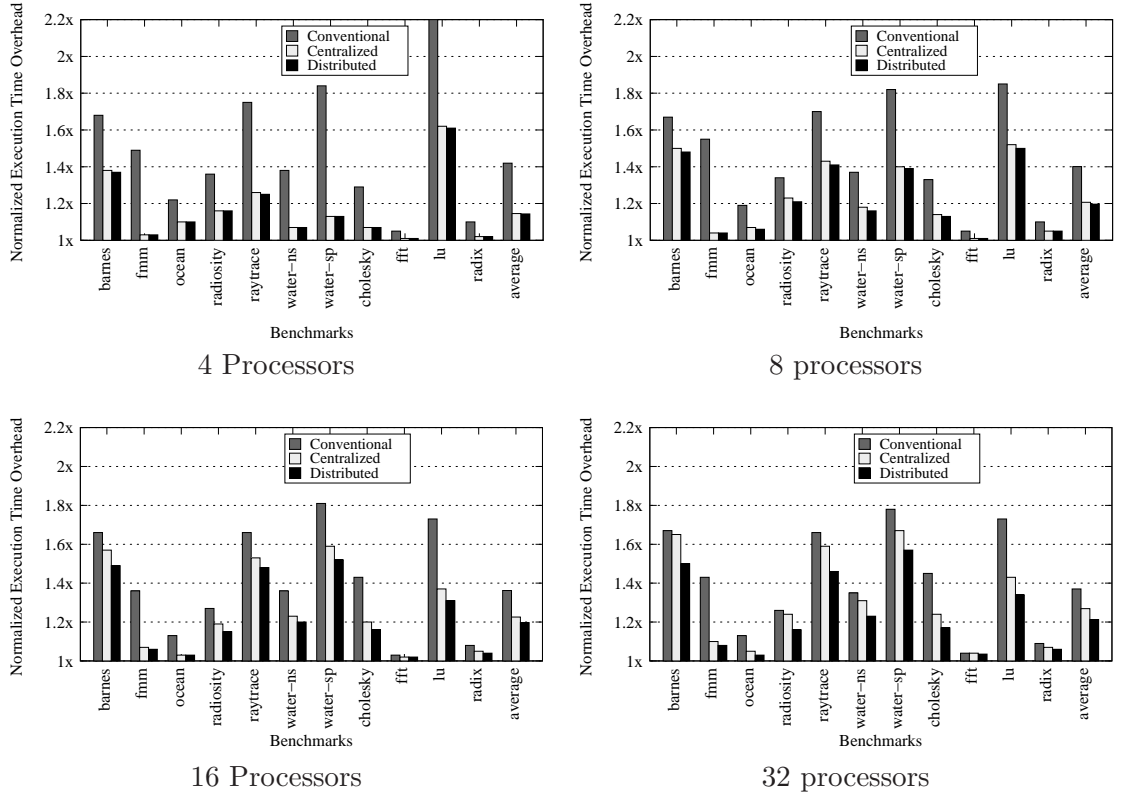 Normalized Execution Time Overhead
2.2x
2x
1.8x
1.6x
1.4x
1.2x
1x
Conventional
Centralized
Distributed
barnes
fmm
ocean
radiosity
raytrace
water−ns
water−sp
cholesky
fft
lu
radix
average
Benchmarks
4 Processors
Normalized Execution Time Overhead
2.2x
2x
1.8x
1.6x
1.4x
1.2x
1x
Conventional
Centralized
Distributed
barnes
fmm
ocean
radiosity
raytrace
water−ns
water−sp
cholesky
fft
lu
radix
average
Benchmarks
8 processors
Normalized Execution Time Overhead
2.2x
2x
1.8x
1.6x
1.4x
1.2x
1x
Conventional
Centralized
Distributed
barnes
fmm
ocean
radiosity
raytrace
water−ns
water−sp
cholesky
fft
lu
radix
average
Benchmarks
16 Processors
Normalized Execution Time Overhead
2.2x
2x
1.8x
1.6x
1.4x
1.2x
1x
Conventional
Centralized
Distributed
barnes
fmm
ocean
radiosity
raytrace
water−ns
water−sp
cholesky
fft
lu
radix
average
Benchmarks
32 processors